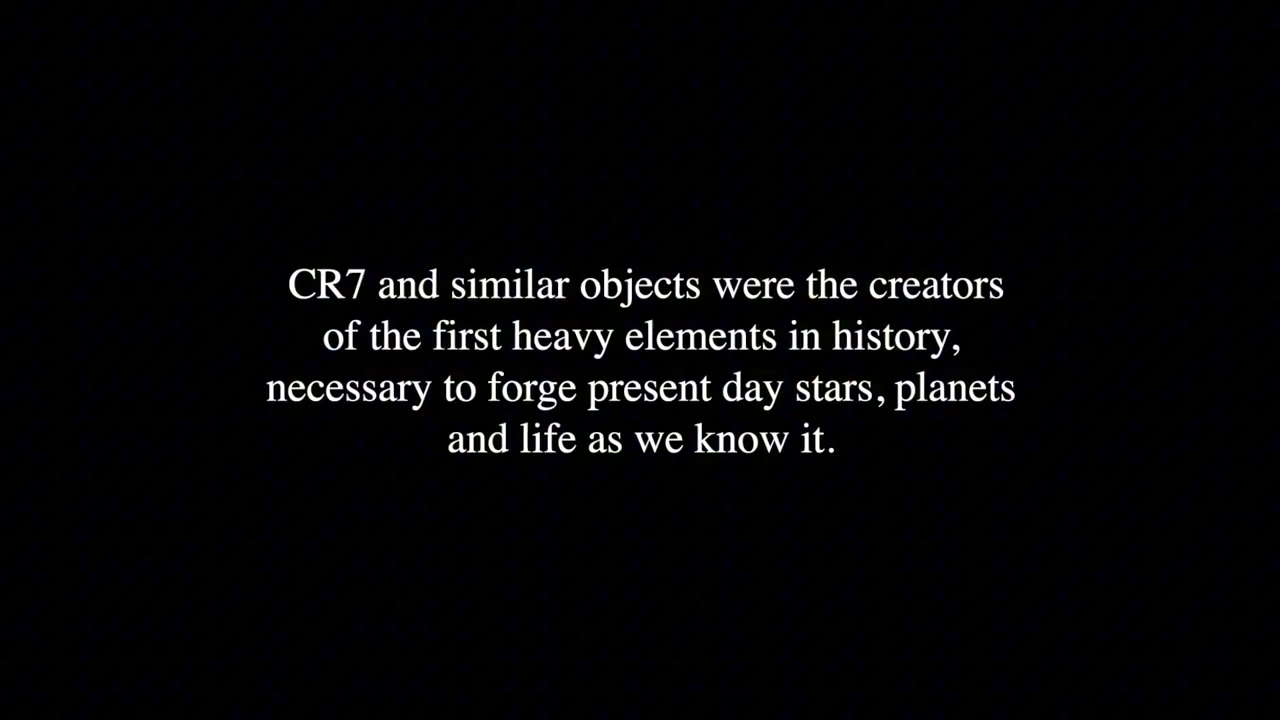 CR7 and similar objects were the creators
of the first heavy elements in history,
necessary to forge present day stars, planets
and life as we know it.